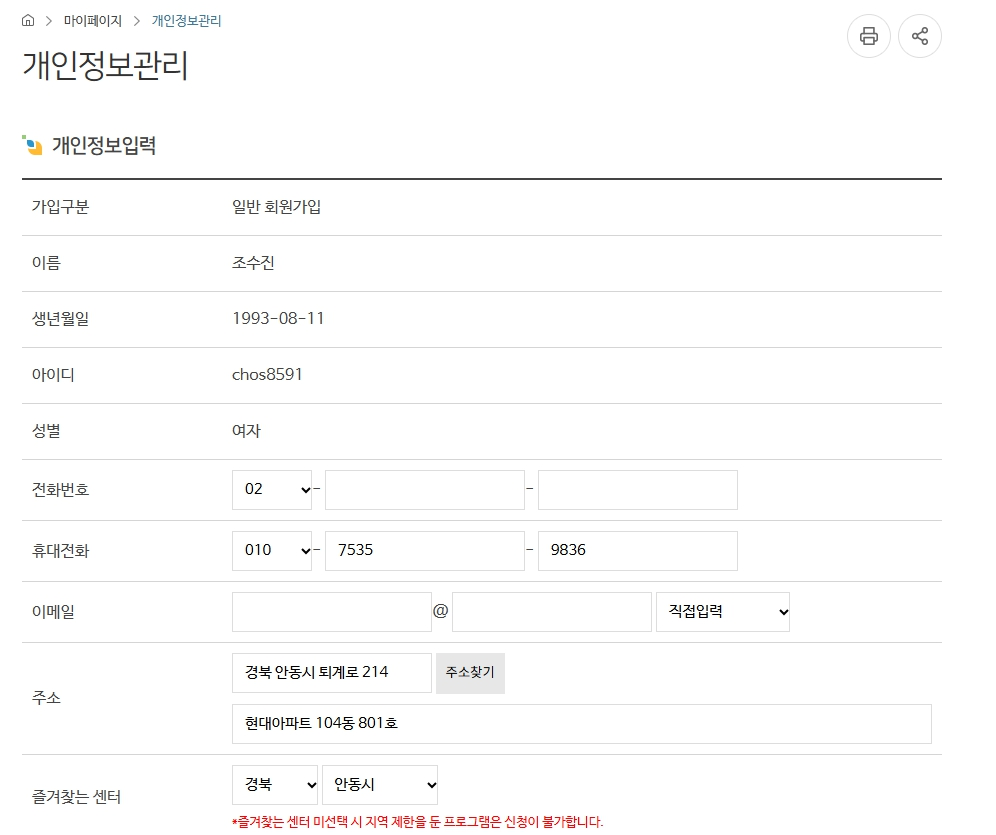 마이페이지 개인정보관리
개인정보관리
개인정보입력
가입구분 일반 회원가입
이름 조수진
생년월일 1993-08-11
아이디 chos8591
성별 여자
전화번호 02 - -
휴대전화 010 - 7535 - 9836
이메일 @ 직접입력
주소 경북 안동시 퇴계로 214 주소찾기
현대아파트 104동 801호
즐겨찾는 센터 경북 안동시
*즐겨찾는 센터 미선택 시 지역 제한을 둔 프로그램은 신청이 불가합니다.